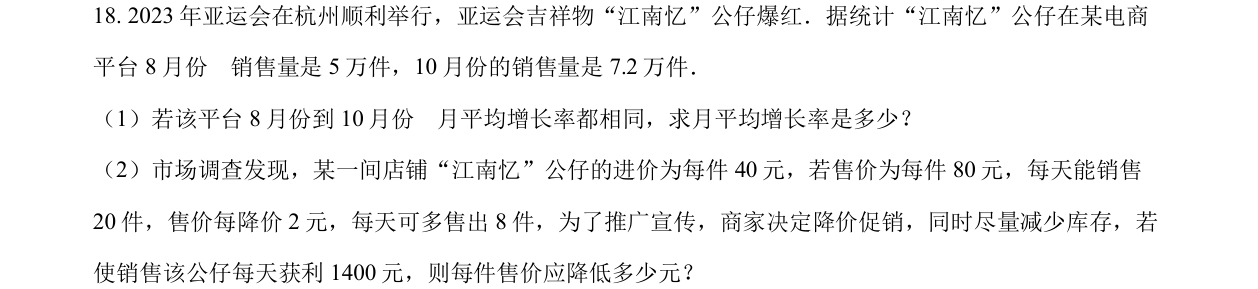 18. 2023 年亚运会在杭州顺利举行，亚运会吉祥物“江南忆”公仔爆红．据统计“江南忆”公仔在某电商
平台 8 月份　销售量是 5 万件，10 月份的销售量是 7.2 万件．
（1）若该平台 8 月份到 10 月份　月平均增长率都相同，求月平均增长率是多少？
（2）市场调查发现，某一间店铺“江南忆”公仔的进价为每件 40 元，若售价为每件 80 元，每天能销售
20 件，售价每降价 2 元，每天可多售出 8 件，为了推广宣传，商家决定降价促销，同时尽量减少库存，若
使销售该公仔每天获利 1400 元，则每件售价应降低多少元？